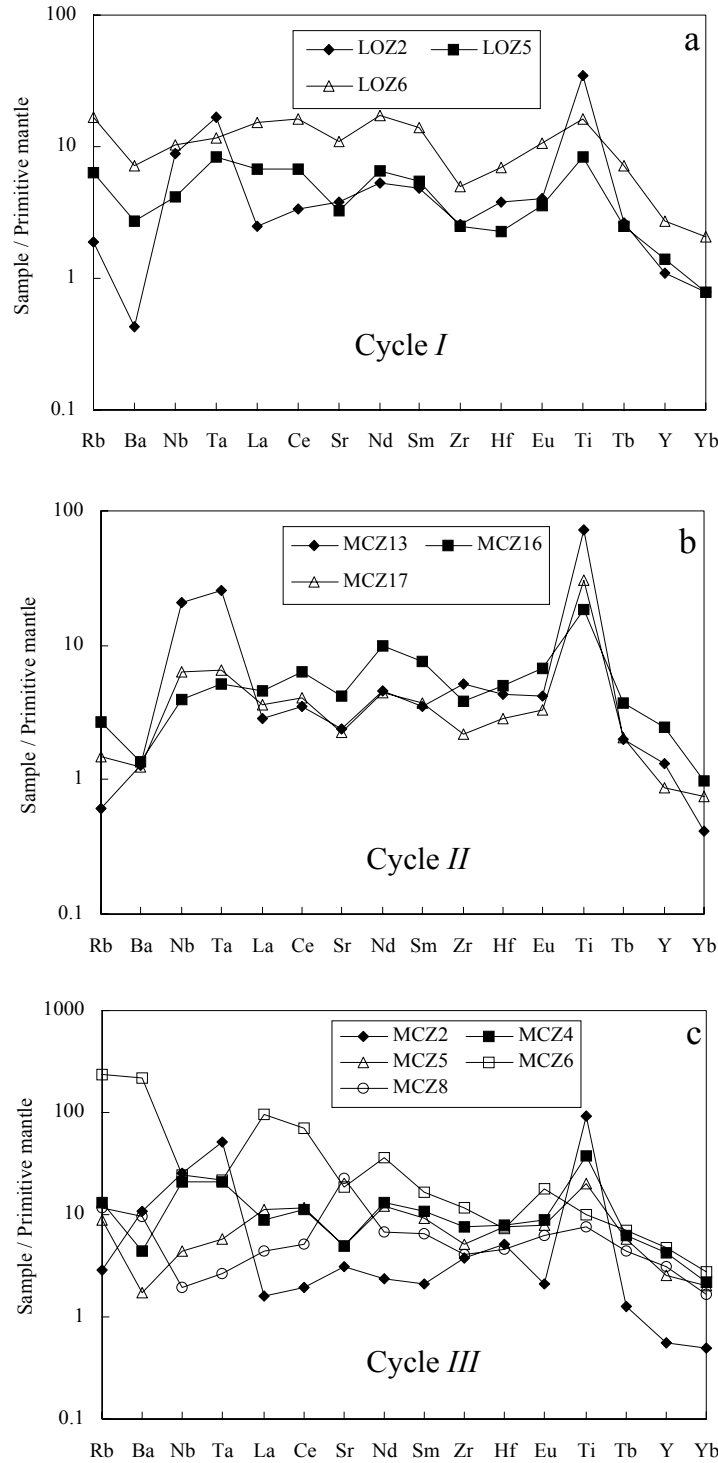 100
a
LOZ2 LOZ5
LOZ6
10
1
0.1
Sample / Primitive mantle
Cycle I
Rb Ba Nb Ta La Ce Sr Nd Sm Zr Hf Eu Ti Tb Y Yb
100
b
MCZ13 MCZ16
MCZ17
10
1
0.1
Sample / Primitive mantle
Cycle II
Rb Ba Nb Ta La Ce Sr Nd Sm Zr Hf Eu Ti Tb Y Yb
1000
c
MCZ2 MCZ4
MCZ5 MCZ6
MCZ8
100
10
1
0.1
Sample / Primitive mantle
Cycle III
Rb Ba Nb Ta La Ce Sr Nd Sm Zr Hf Eu Ti Tb Y Yb